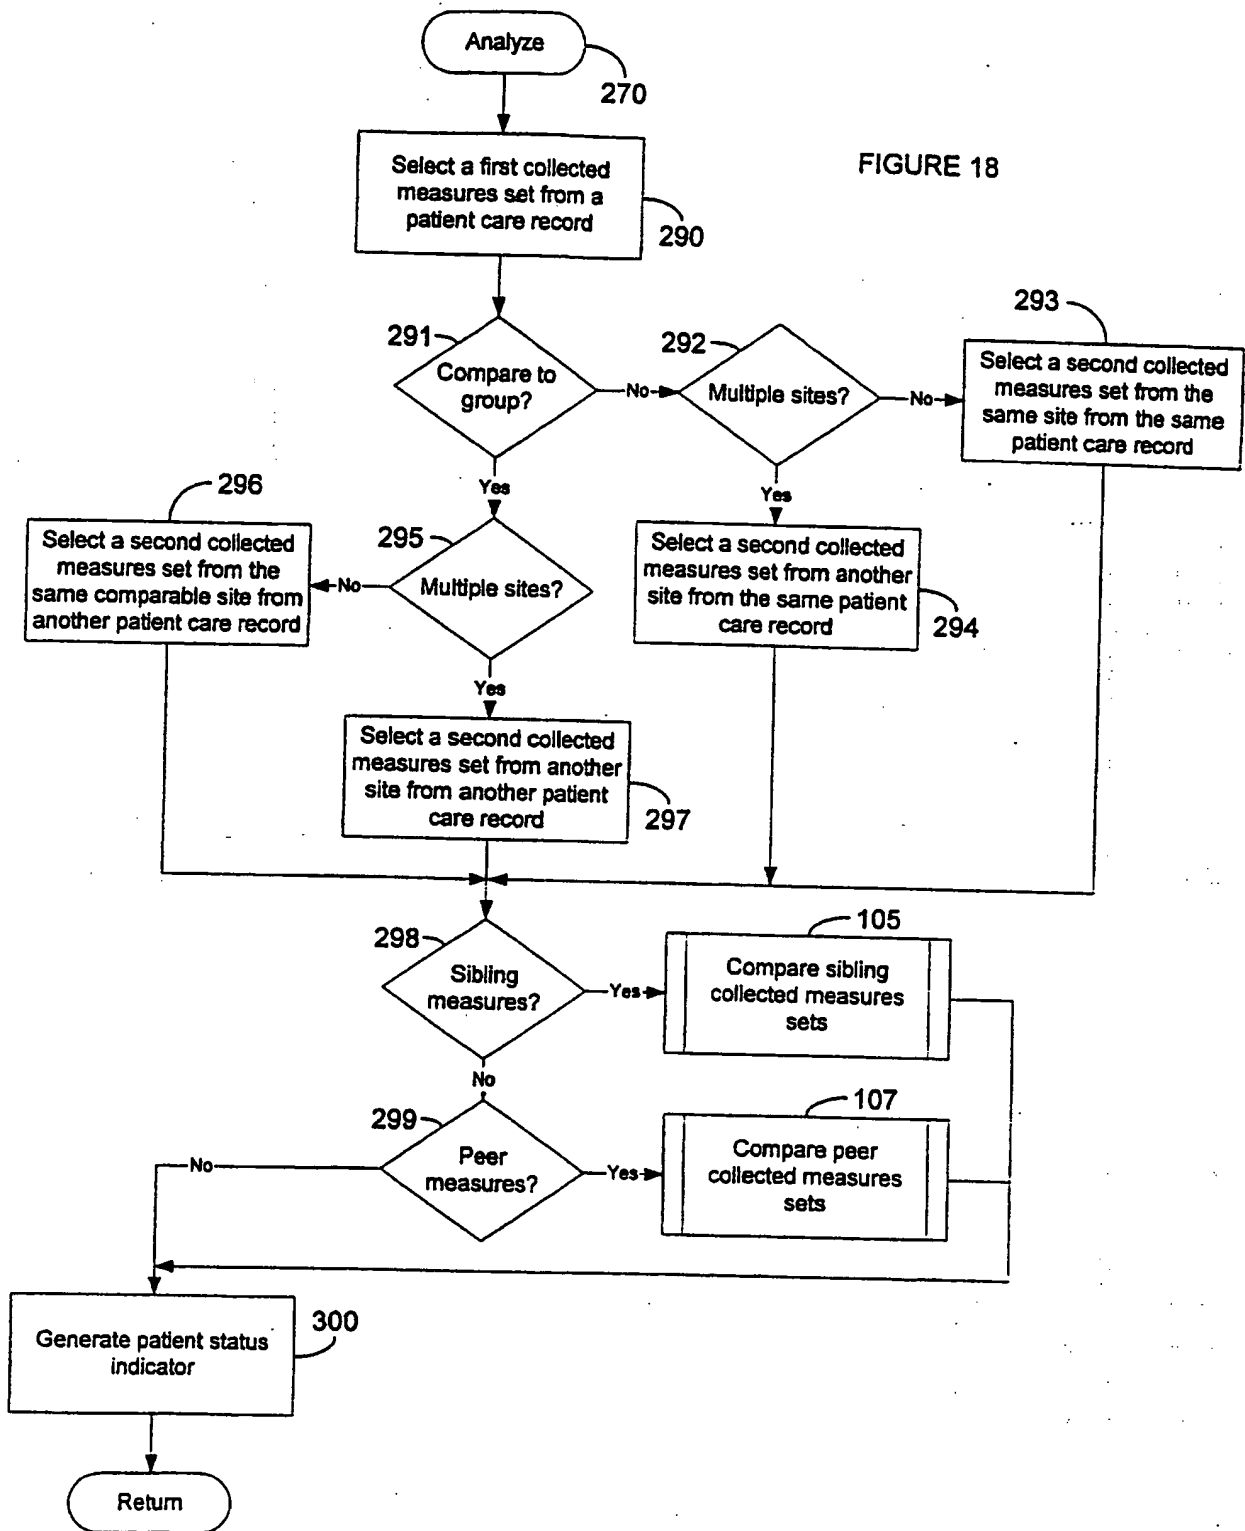 Analyze
270
Select a first collected
measures set from a
patient care record
290
FIGURE 18
291
Compare to
group?
No
292
Multiple sites?
No
293
Select a second collected
measures set from the
same site from the same
patient care record
Yes
Yes
296
Select a second collected
measures set from the
same comparable site from
another patient care record
No
295
Multiple sites?
Select a second collected
measures set from another
site from the same patient
care record
294
Yes
Select a second collected
measures set from another
site from another patient
care record
297
298
Sibling
measures?
Yes
105
Compare sibling
collected measures
sets
No
299
Peer
measures?
No
Yes
107
Compare peer
collected measures
sets
Generate patient status
indicator
300
Return